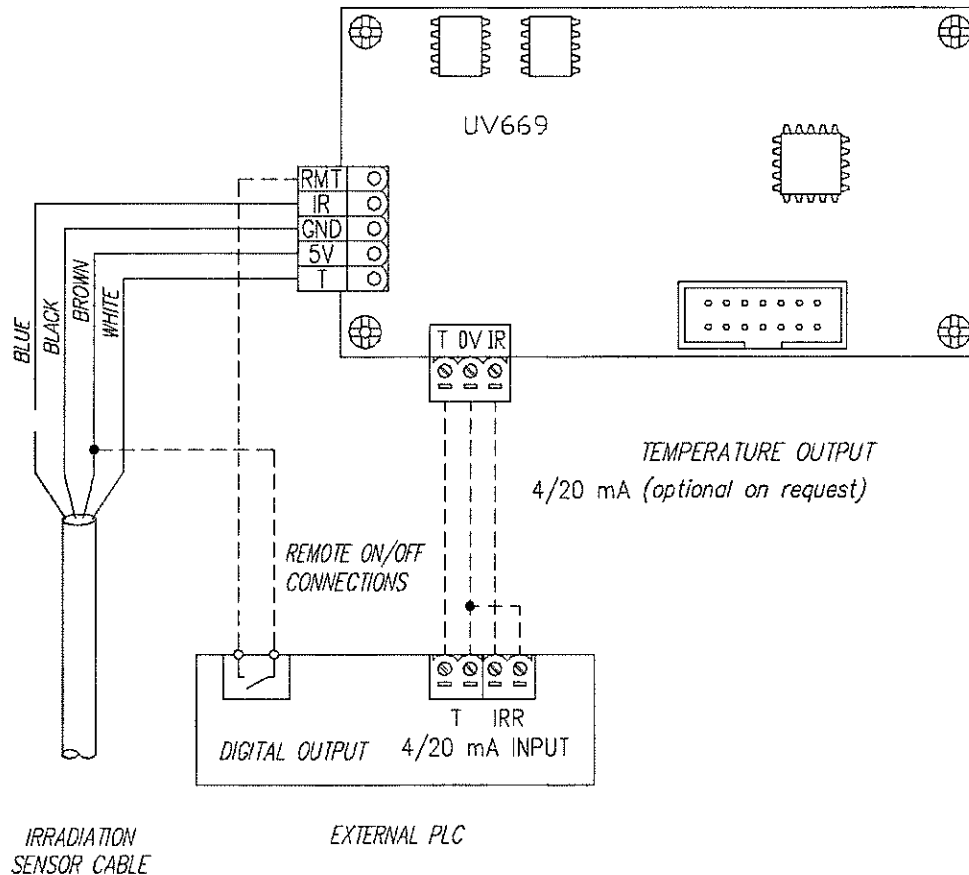 UV669
RMT
IR
GND
5V
T
BLUE
BLACK
BROWN
WHITE
T 0V IR
TEMPERATURE OUTPUT
4/20 mA (optional on request)
REMOTE ON/OFF
CONNECTIONS
T IRR
DIGITAL OUTPUT 4/20 mA INPUT
IRRADIATION
SENSOR CABLE
EXTERNAL PLC